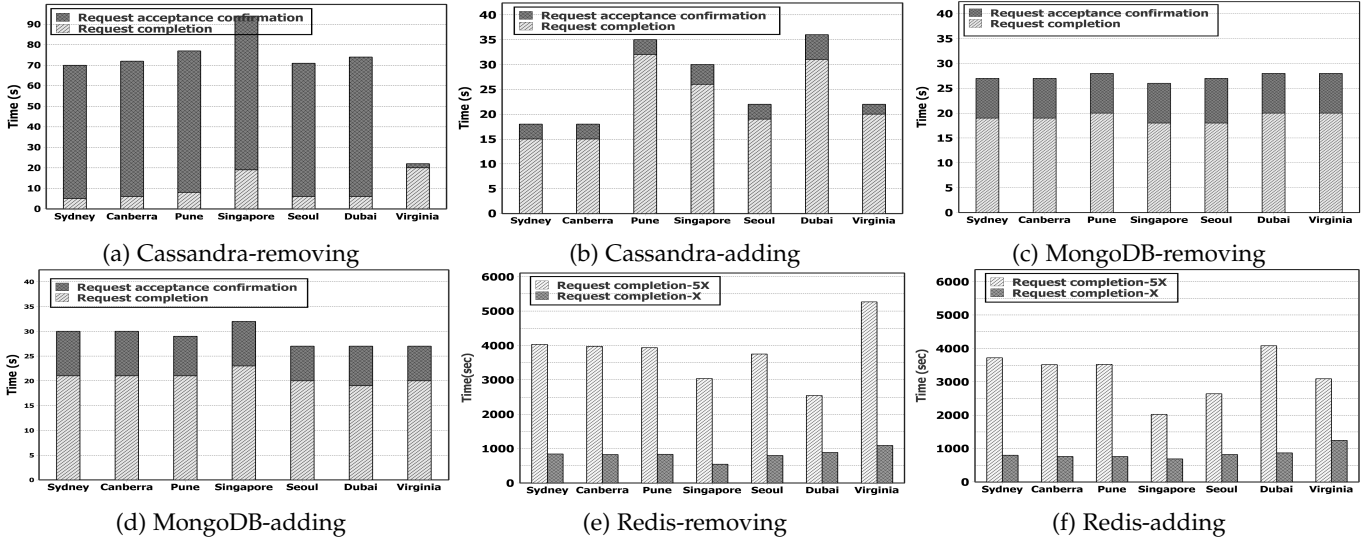 Request acceptance confirmation
Request completion
Time (s)
90
80
70
60
50
40
30
20
10
0
Sydney Canberra Pune Singapore Seoul Dubai Virginia
(a) Cassandra-removing
Request acceptance confirmation
Request completion
Time (s)
40
35
30
25
20
15
10
5
0
Sydney Canberra Pune Singapore Seoul Dubai Virginia
(b) Cassandra-adding
Request acceptance confirmation
Request completion
Time (s)
40
35
30
25
20
15
10
5
0
Sydney Canberra Pune Singapore Seoul Dubai Virginia
(c) MongoDB-removing
Request acceptance confirmation
Request completion
Time (s)
40
35
30
25
20
15
10
5
0
Sydney Canberra Pune Singapore Seoul Dubai Virginia
(d) MongoDB-adding
Request completion-5X
Request completion-X
Time(sec)
6000
5000
4000
3000
2000
1000
0
Sydney Canberra Pune Singapore Seoul Dubai Virginia
(e) Redis-removing
Request completion-5X
Request completion-X
Time (sec)
6000
5000
4000
3000
2000
1000
0
Sydney Canberra Pune Singapore Seoul Dubai Virginia
(f) Redis-adding